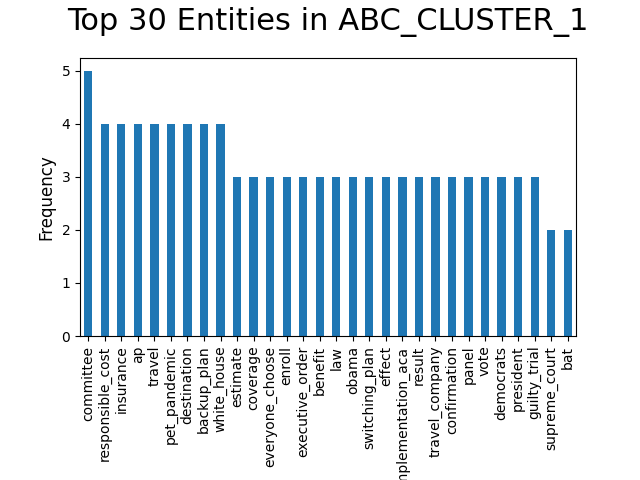 Top 30 Entities in ABC_CLUSTER_1
Frequency
5
4
3
2
1
0
committee
responsible_cost
insurance
ap
travel
pet_pandemic
destination
backup_plan
white_house
estimate
coverage
everyone_choose
enroll
executive_order
benefit
law
obama
switching_plan
effect
mplementation_aca
result
travel_company
confirmation
panel
vote
democrats
president
guilty_trial
supreme_court
bat